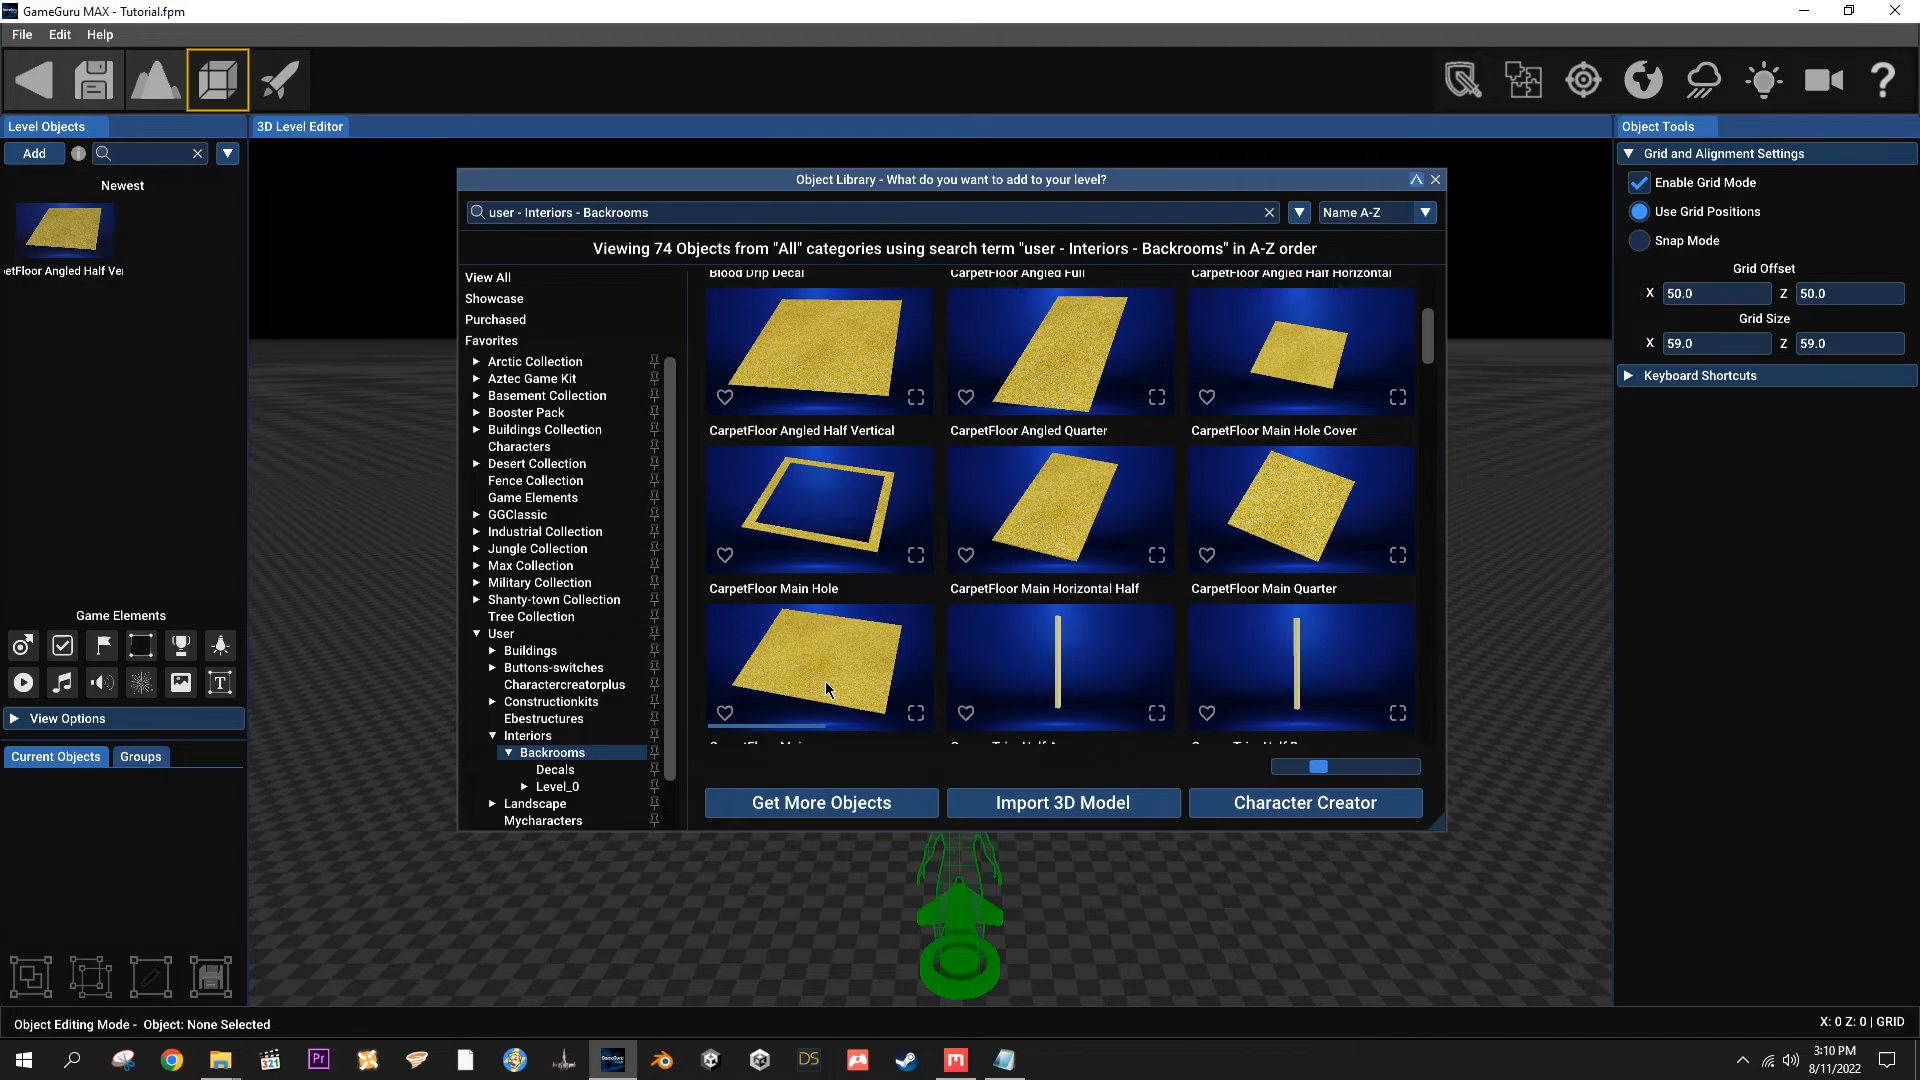 GameGuru MAX - Tutorial.fpm
File Edit Help
Level Objects
3D Level Editor
Object Tools
Add
Newest
Object Library - What do you want to add to your level?
user - Interiors - Backrooms
Name A-Z
Viewing 74 Objects from "All" categories using search term "user - Interiors - Backrooms" in A-Z order
View All
Showcase
Purchased
Favorites
Arctic Collection
Aztec Game Kit
Basement Collection
Booster Pack
Buildings Collection
Characters
Desert Collection
Fence Collection
Game Elements
GGClassic
Industrial Collection
Jungle Collection
Max Collection
Military Collection
Shanty-town Collection
Tree Collection
User
Buildings
Buttons-switches
Charactercreatorplus
Constructionkits
Ebestructures
Interiors
Backrooms
Decals
Level_0
Landscape
Mycharacters
Blood Drip Decal
CarpetFloor Angled Full
CarpetFloor Angled Half Horizontal
CarpetFloor Angled Half Vertical
CarpetFloor Angled Quarter
CarpetFloor Main Hole Cover
CarpetFloor Main Hole
CarpetFloor Main Horizontal Half
CarpetFloor Main Quarter
Get More Objects
Import 3D Model
Character Creator
Grid and Alignment Settings
Enable Grid Mode
Use Grid Positions
Snap Mode
Grid Offset
X 50.0 Z 50.0
Grid Size
X 59.0 Z 59.0
Keyboard Shortcuts
etFloor Angled Half Ver
Game Elements
View Options
Current Objects
Groups
Object Editing Mode - Object: None Selected
X: 0 Z: 0 | GRID
321
Pr
DS
3:10 PM
8/11/2022